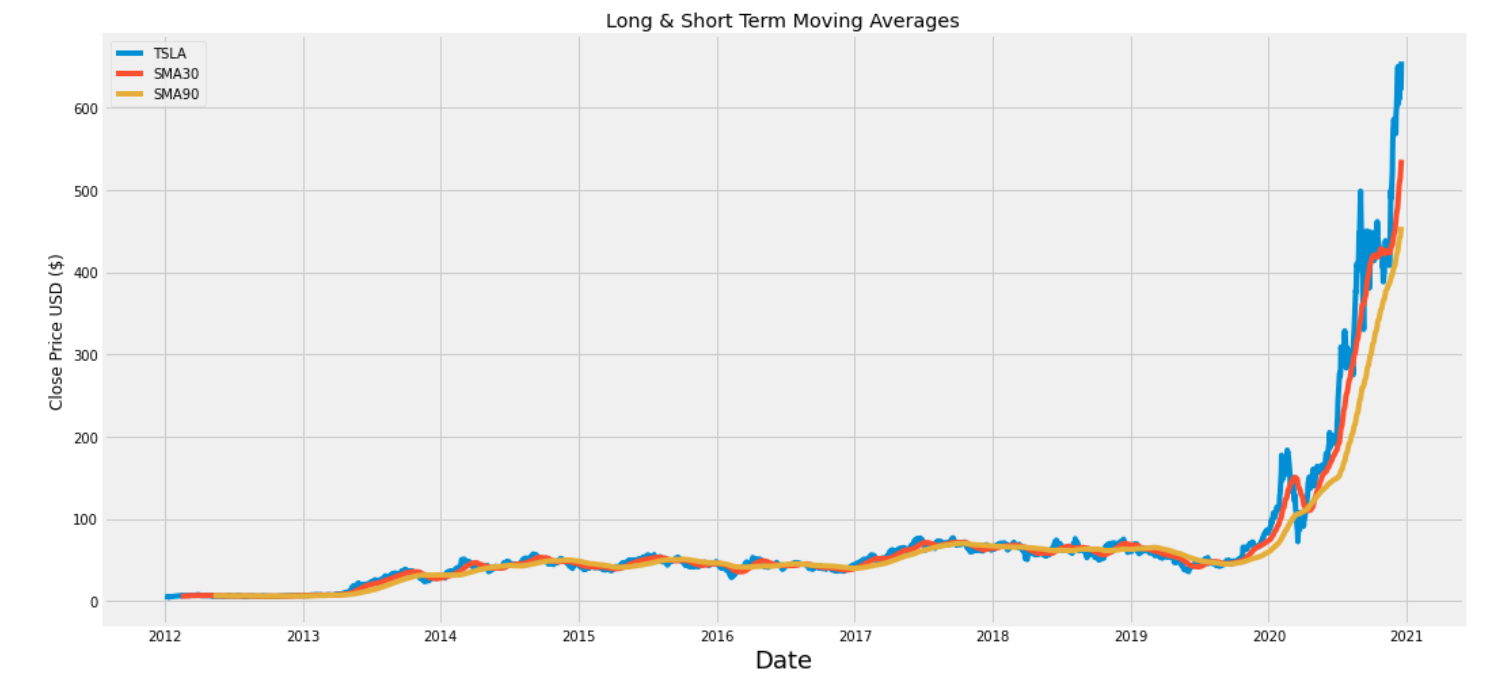 Long & Short Term Moving Averages
TSLA
SMA30
SMA90
Close Price USD ($)
600
500
400
300
200
100
0
2012 2013 2014 2015 2016 2017 2018 2019 2020 2021
Date